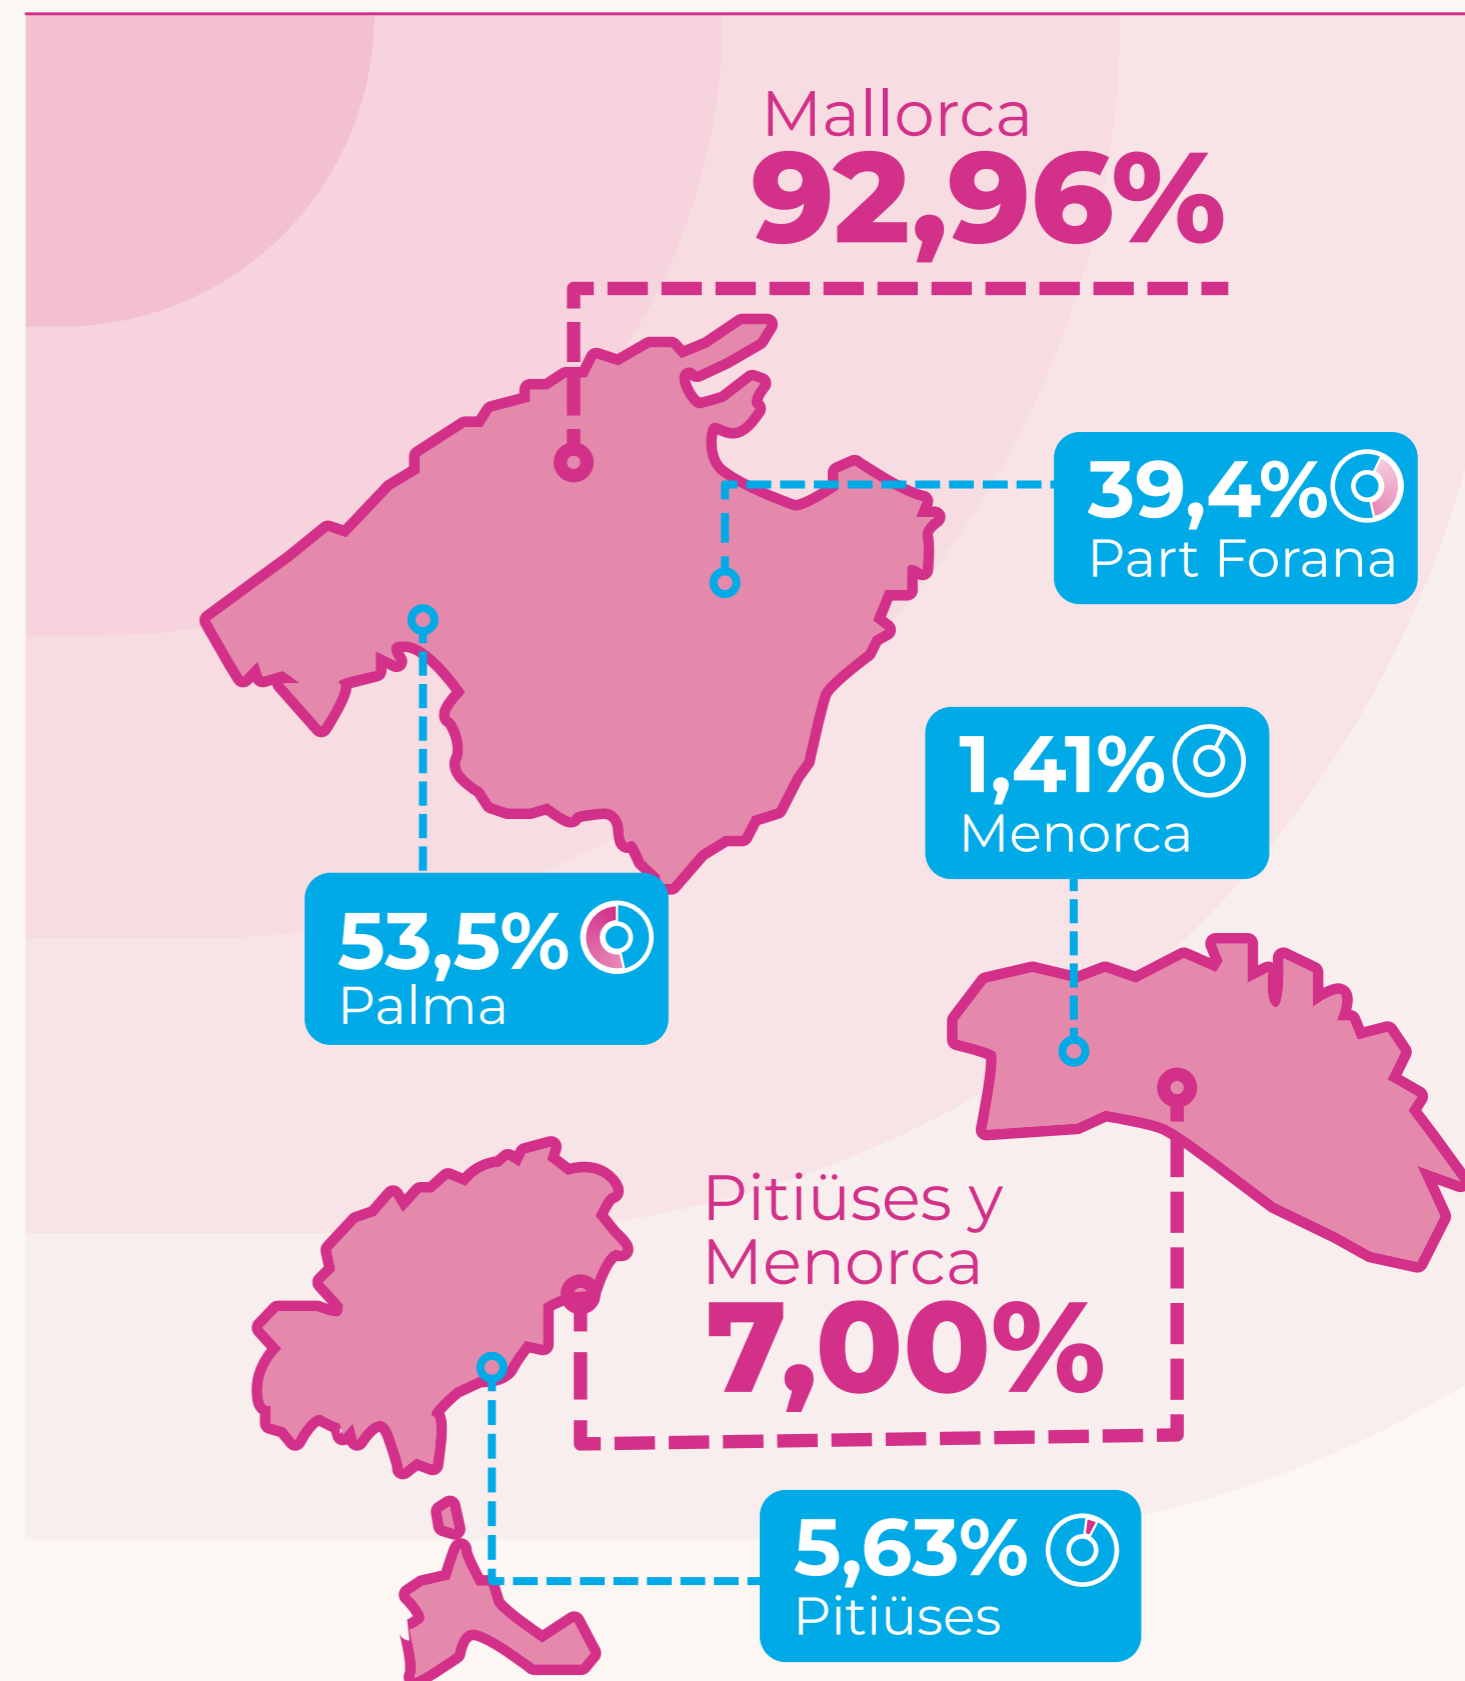 Mallorca
92,96%
39,4%
Part Forana
1,41%
Menorca
53,5%
Palma
Pitiüses y
Menorca
7,00%
5,63%
Pitiüses